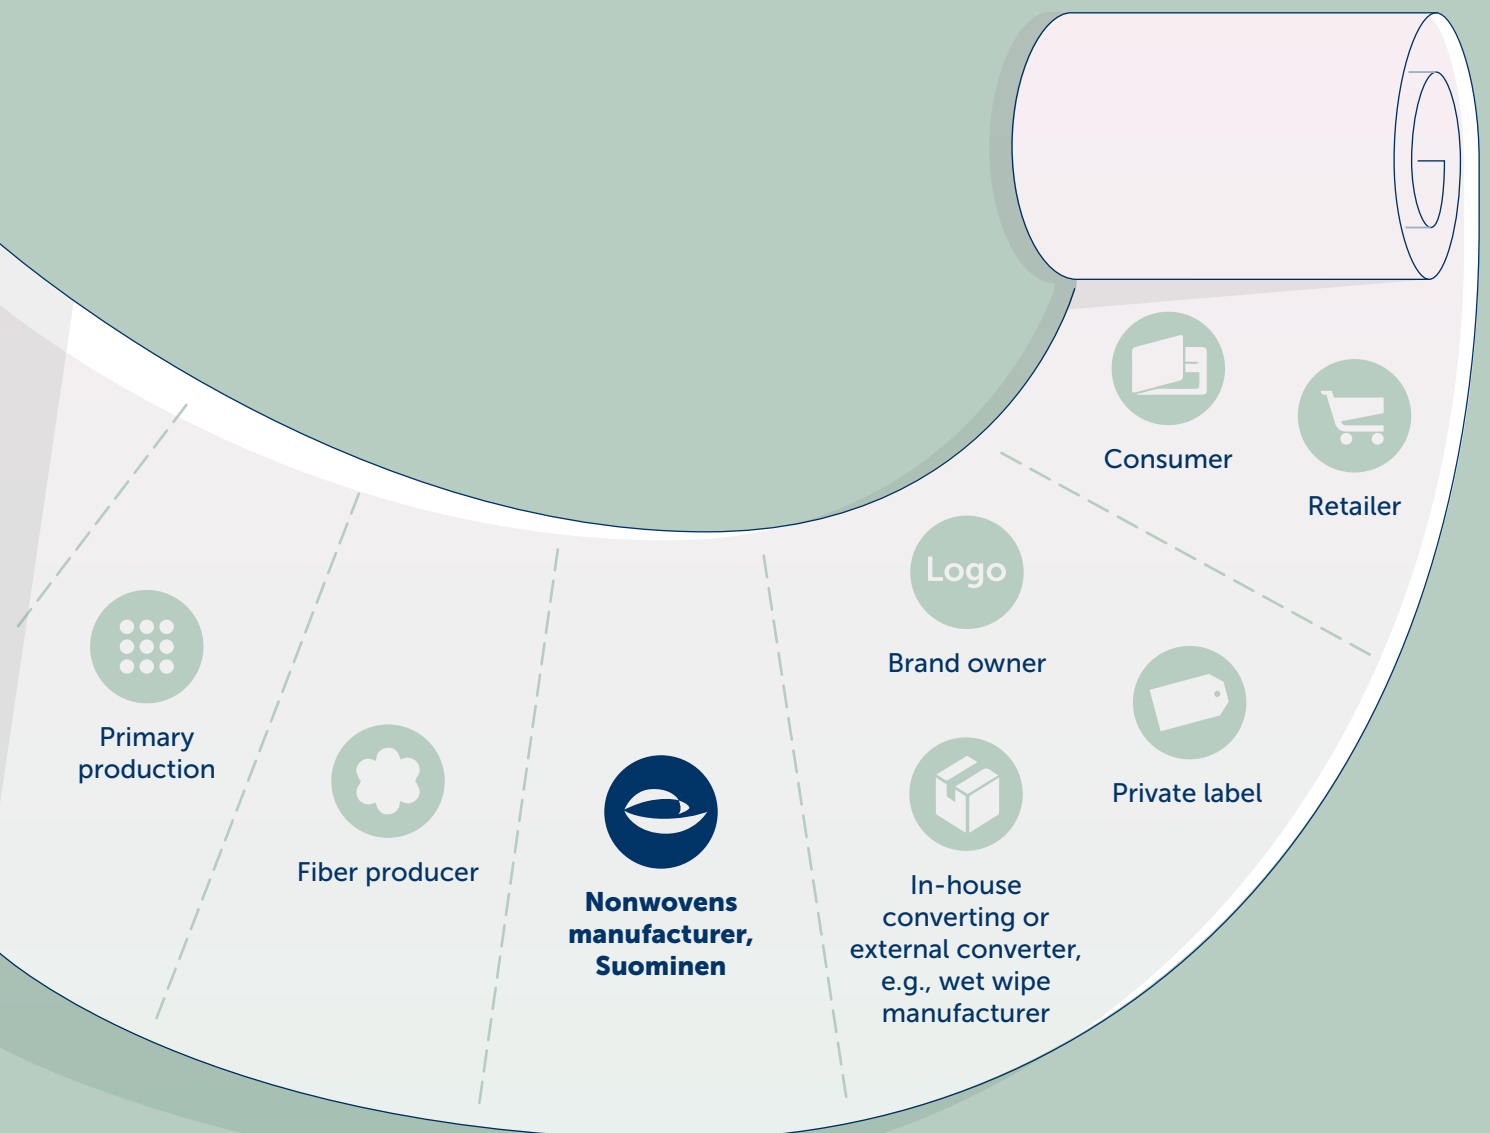 Primary
production
Fiber producer
Nonwovens
manufacturer,
Suominen
Logo
Brand owner
In-house
converting or
external converter,
e.g., wet wipe
manufacturer
Private label
Consumer
Retailer